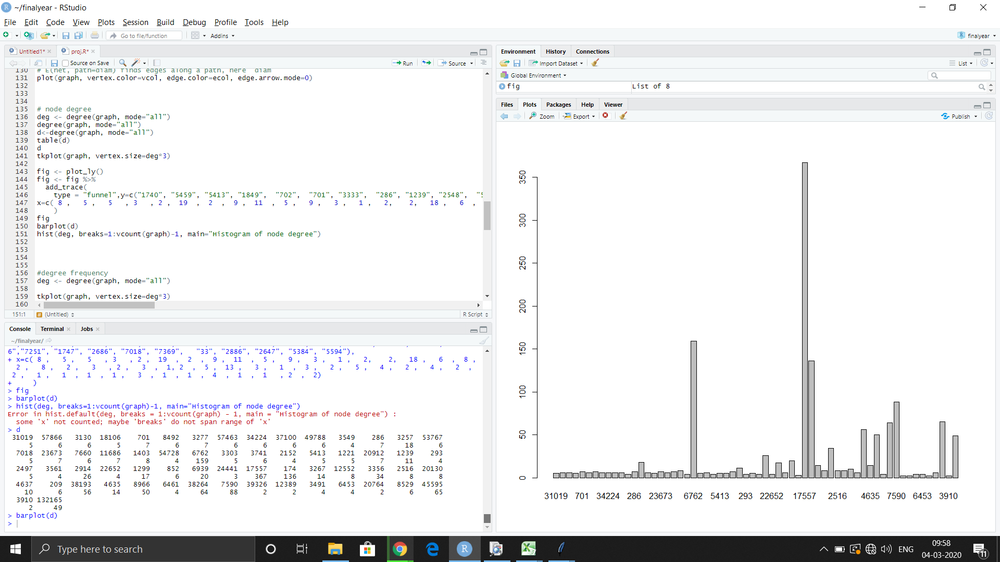 ~/finalyear - RStudio
File Edit Code View Plots Session Build Debug Profile Tools Help
Go to file/function Addins finalyear
Untitled1* proj.R*
Source on Save Run Source
130 # E(net, path=diam) finds edges along a path, here diam
131 plot(graph, vertex.color=vcol, edge.color=ecol, edge.arrow.mode=0)
132
133
134
135 # node degree
136 deg <- degree(graph, mode="all")
137 degree(graph, mode="all")
138 d<-degree(graph, mode="all")
139 table(d)
140 d
141 tkplot(graph, vertex.size=deg*3)
142
143 fig <- plot_ly()
144 fig <- fig %>%
145 add_trace(
146 type = "funnel",y=c("1740", "5459", "5413", "1849", "702", "701", "3333", "286", "1239", "2548",
147 x=c( 8 , 5 , 5 , 3 , 2 , 19 , 2 , 9 , 11 , 5 , 9 , 3 , 1 , 2, 2, 18 , 6 ,
148 )
149 fig
150 barplot(d)
151 hist(deg, breaks=1:vcount(graph)-1, main="Histogram of node degree")
152
153
154
155
156 #degree frequency
157 deg <- degree(graph, mode="all")
158
159 tkplot(graph, vertex.size=deg*3)
160
151:1 (Untitled) R Script
Console Terminal Jobs
~/finalyear/
6","7251", "1747", "2686", "7018", "7369", "33", "2886", "2647", "5384", "5594"),
+ x=c( 8 , 5 , 5 , 3 , 2 , 19 , 2 , 9 , 11 , 5 , 9 , 3 , 1 , 2, 2, 18 , 6 , 8 ,
2 , 8 , 2 , 3 , 2 , 3 , 1, 2 , 5 , 13 , 3 , 1 , 3 , 2 , 5 , 4 , 2 , 4 , 2 ,
2 , 1 , 1 , 1 , 1 , 3 , 1 , 1 , 4 , 1 , 1 , 2 , 2)
+ )
> fig
> barplot(d)
> hist(deg, breaks=1:vcount(graph)-1, main="Histogram of node degree")
Error in hist.default(deg, breaks = 1:vcount(graph) - 1, main = "Histogram of node degree") :
some 'x' not counted; maybe 'breaks' do not span range of 'x'
> d
31019 57866 3130 18106 701 8492 3277 57463 34224 37100 49788 3549 286 3257 53767
5 6 6 5 7 6 7 6 6 6 6 4 7 18 6
7018 23673 7660 11686 1403 54728 6762 3303 3741 2152 5413 1221 20912 1239 293
5 7 6 7 8 4 159 5 6 4 5 5 7 11 4
2497 3561 2914 22652 1299 852 6939 24441 17557 174 3267 12552 3356 2516 20130
5 4 26 4 17 6 20 3 367 136 14 8 34 8 8
4637 209 38193 4635 8966 6461 38264 7590 39326 12389 3491 6453 20764 8529 45595
10 6 56 14 50 4 64 88 2 2 4 4 2 6 65
3910 132165
2 49
> barplot(d)
>
Environment History Connections
Import Dataset List
Global Environment
fig List of 8
Files Plots Packages Help Viewer
Zoom Export Publish
350
300
250
200
150
100
50
0
31019 701 34224 286 23673 6762 5413 293 22652 17557 2516 4635 7590 6453 3910
Type here to search
ENG
09:58
04-03-2020
11